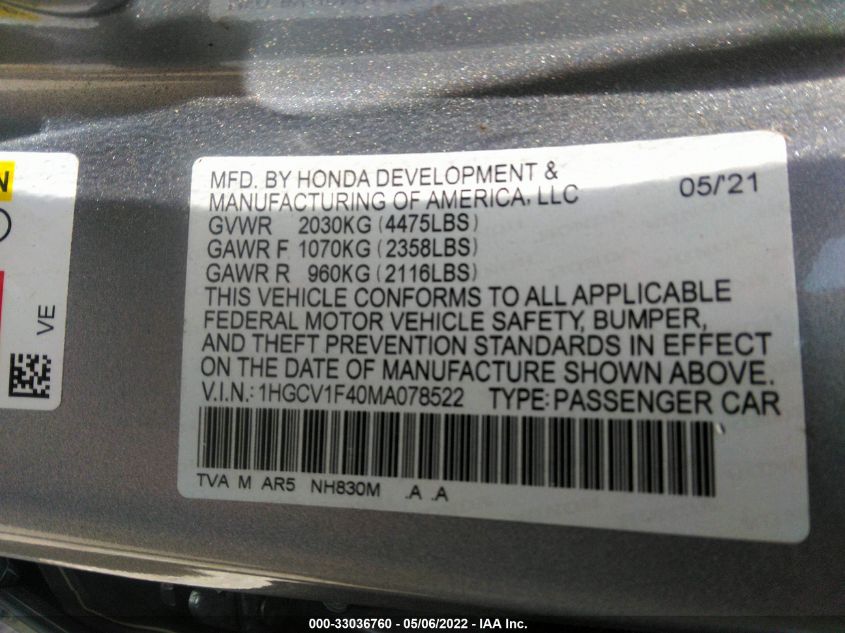 N
VE
MFD. BY HONDA DEVELOPMENT &
MANUFACTURING OF AMERICA, LLC 05/'21
GVWR 2030KG (4475LBS)
GAWR F 1070KG (2358LBS)
GAWR R 960KG (2116LBS)
THIS VEHICLE CONFORMS TO ALL APPLICABLE
FEDERAL MOTOR VEHICLE SAFETY, BUMPER,
AND THEFT PREVENTION STANDARDS IN EFFECT
ON THE DATE OF MANUFACTURE SHOWN ABOVE.
V.I.N.: 1HGCV1F40MA078522 TYPE: PASSENGER CAR
TVA M AR5 NH830M .A .A
000-33036760 — 05/06/2022 — IAA Inc.